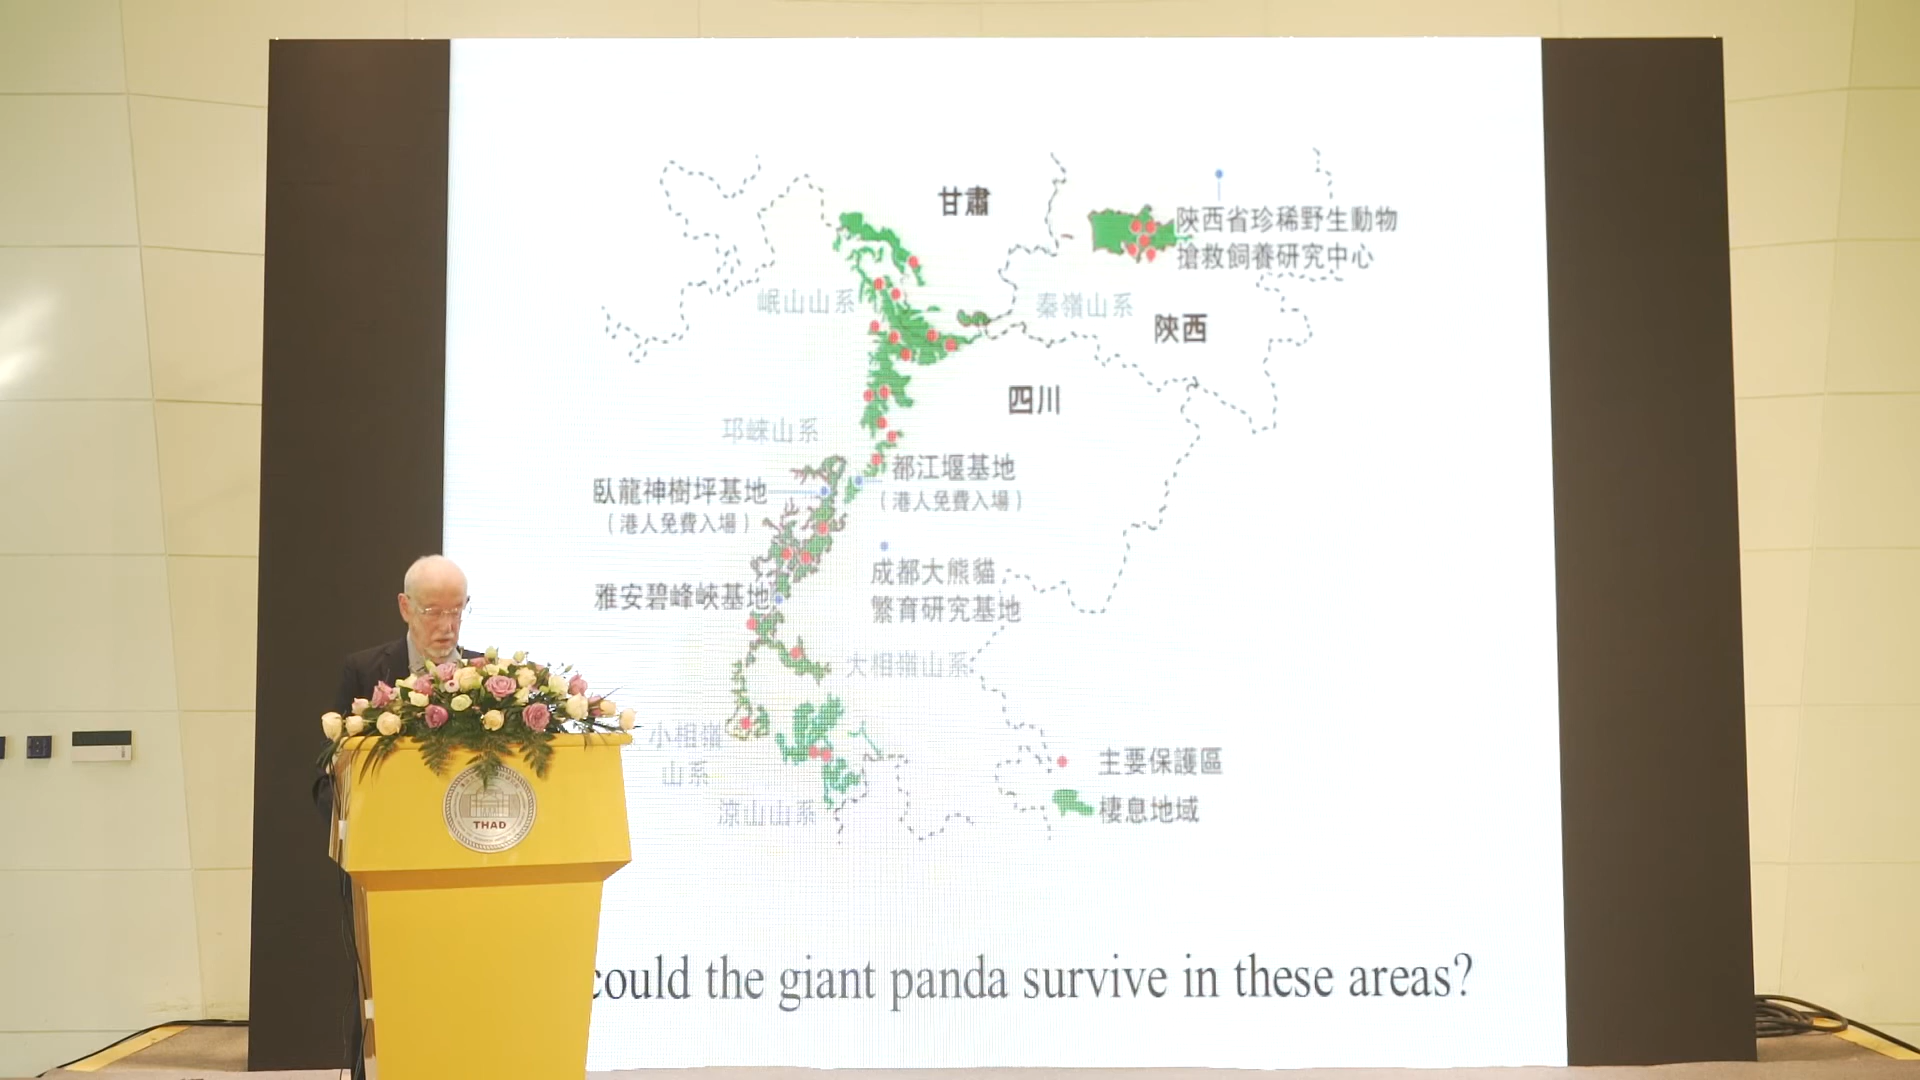 甘肅
陝西省珍稀野生動物
搶救飼養研究中心
岷山山系
秦嶺山系
陝西
四川
邛崍山系
都江堰基地
（港人免費入場）
臥龍神樹坪基地
（港人免費入場）
成都大熊貓
繁育研究基地
雅安碧峰峽基地
大相嶺山系
小相嶺
山系
涼山山系
主要保護區
棲息地域
THAD
could the giant panda survive in these areas?